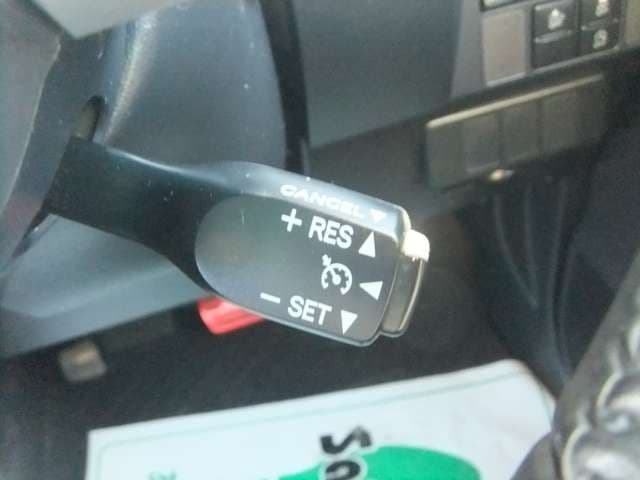 CANCEL ▼
+ RES ▲
◀
− SET ▼